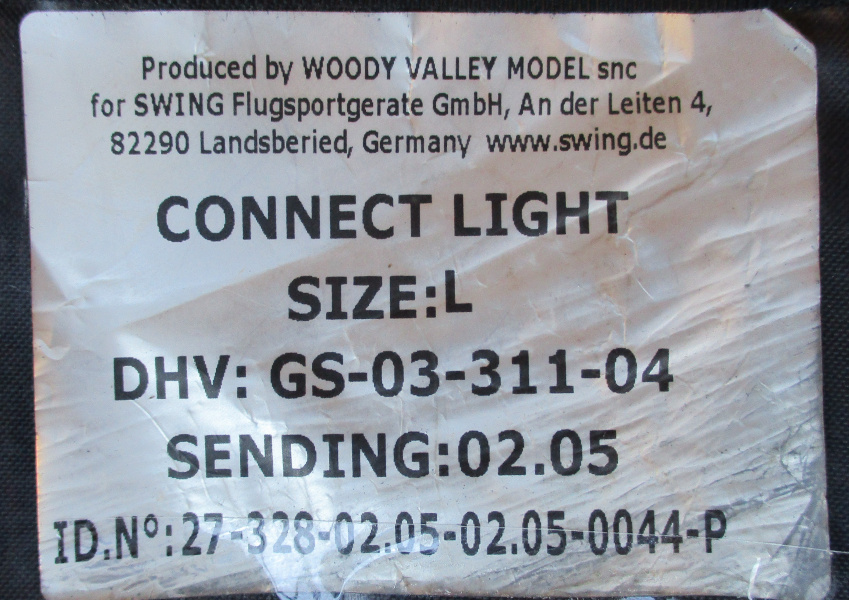 Produced by WOODY VALLEY MODEL snc
for SWING Flugsportgerate GmbH, An der Leiten 4,
82290 Landsberied, Germany www.swing.de
CONNECT LIGHT
SIZE:L
DHV: GS-03-311-04
SENDING:02.05
ID.Nº:27-328-02.05-02.05-0044-P